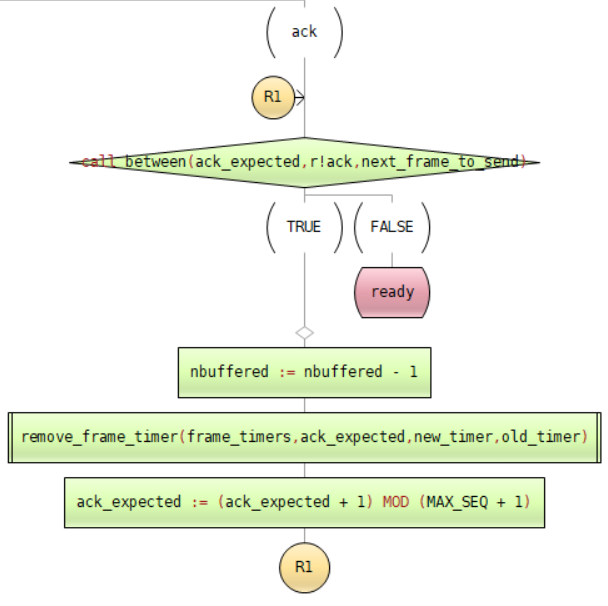 ack
R1
call between(ack_expected,r!ack,next_frame_to_send)
TRUE
FALSE
ready
nbuffered := nbuffered - 1
remove_frame_timer(frame_timers,ack_expected,new_timer,old_timer)
ack_expected := (ack_expected + 1) MOD (MAX_SEQ + 1)
R1